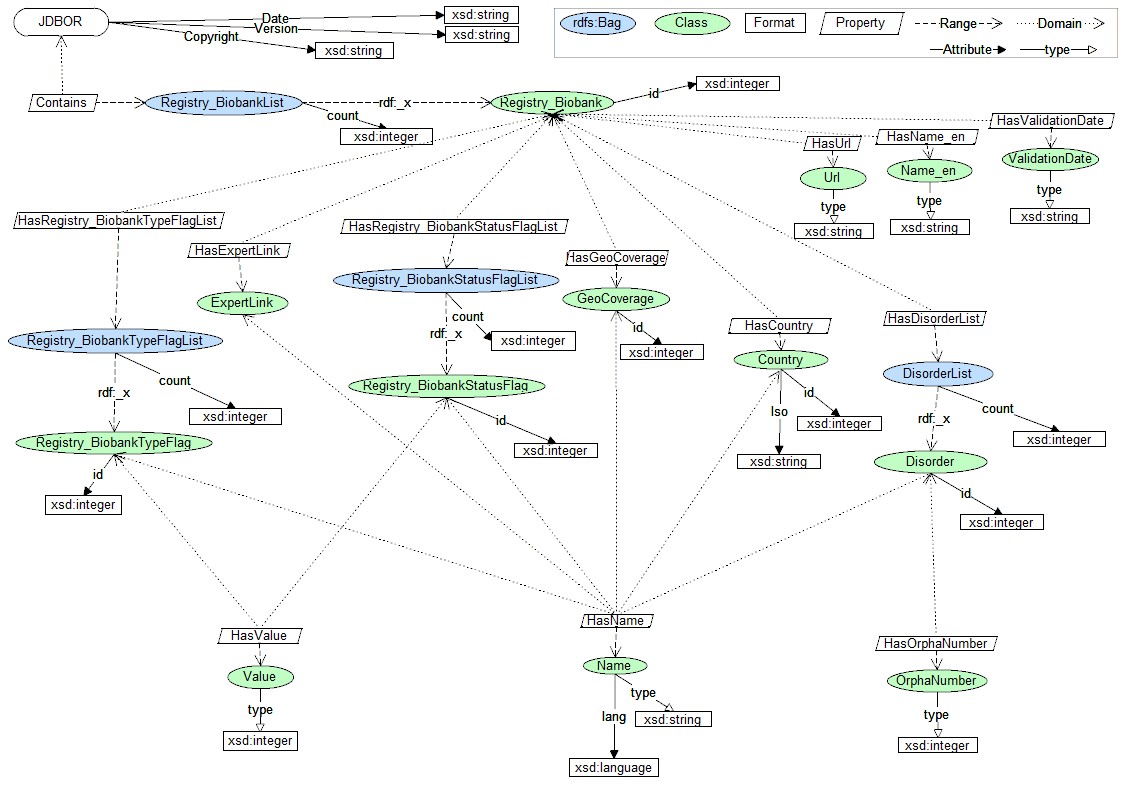 JDBOR
Date
Version
Copyright
xsd:string
xsd:string
xsd:string
rdfs:Bag
Class
Format
Property
Range
Domain
Attribute
type
Contains
Registry_BiobankList
rdf:_x
Registry_Biobank
id
xsd:integer
count
xsd:integer
HasValidationDate
HasUrl
HasName_en
ValidationDate
Url
Name_en
type
type
type
xsd:string
xsd:string
xsd:string
HasRegistry_BiobankTypeFlagList
HasRegistry_BiobankStatusFlagList
HasExpertLink
HasGeoCoverage
Registry_BiobankStatusFlagList
ExpertLink
GeoCoverage
count
id
HasCountry
HasDisorderList
rdf:_x
Registry_BiobankTypeFlagList
xsd:integer
xsd:integer
Country
DisorderList
count
Registry_BiobankStatusFlag
rdf:_x
id
Iso
count
xsd:integer
id
xsd:integer
rdf:_x
Registry_BiobankTypeFlag
xsd:integer
xsd:integer
xsd:string
Disorder
id
id
xsd:integer
xsd:integer
HasValue
HasName
HasOrphaNumber
Value
Name
OrphaNumber
type
type
lang
xsd:string
type
xsd:integer
xsd:integer
xsd:language